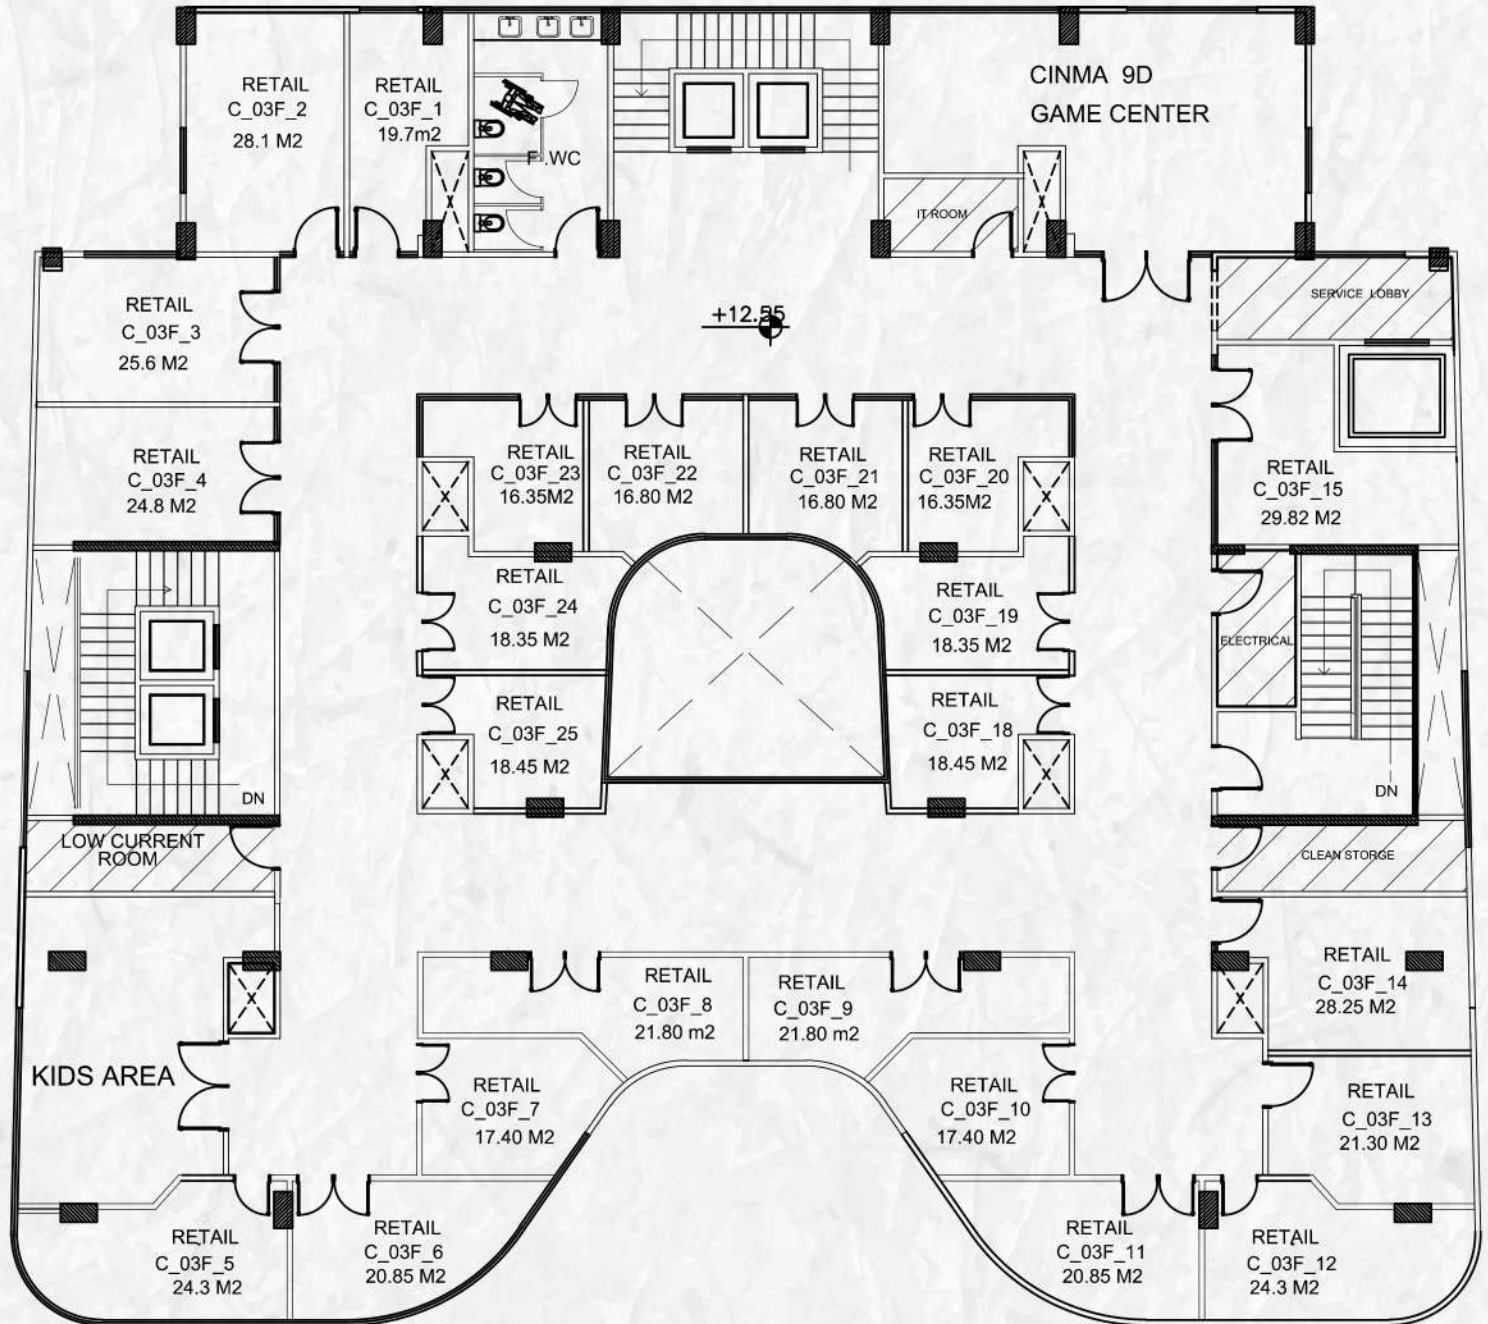 RETAIL
C_03F_2
28.1 M2
RETAIL
C_03F_1
19.7m2
F .WC
CINMA 9D
GAME CENTER
IT ROOM
SERVICE LOBBY
RETAIL
C_03F_3
25.6 M2
RETAIL
C_03F_4
24.8 M2
RETAIL
C_03F_23
16.35M2
RETAIL
C_03F_22
16.80 M2
RETAIL
C_03F_21
16.80 M2
RETAIL
C_03F_20
16.35M2
RETAIL
C_03F_15
29.82 M2
RETAIL
C_03F_24
18.35 M2
RETAIL
C_03F_19
18.35 M2
ELECTRICAL
RETAIL
C_03F_25
18.45 M2
RETAIL
C_03F_18
18.45 M2
DN
DN
LOW CURRENT
ROOM
CLEAN STORGE
RETAIL
C_03F_8
21.80 m2
RETAIL
C_03F_9
21.80 m2
RETAIL
C_03F_14
28.25 M2
KIDS AREA
RETAIL
C_03F_7
17.40 M2
RETAIL
C_03F_10
17.40 M2
RETAIL
C_03F_13
21.30 M2
RETAIL
C_03F_5
24.3 M2
RETAIL
C_03F_6
20.85 M2
RETAIL
C_03F_11
20.85 M2
RETAIL
C_03F_12
24.3 M2